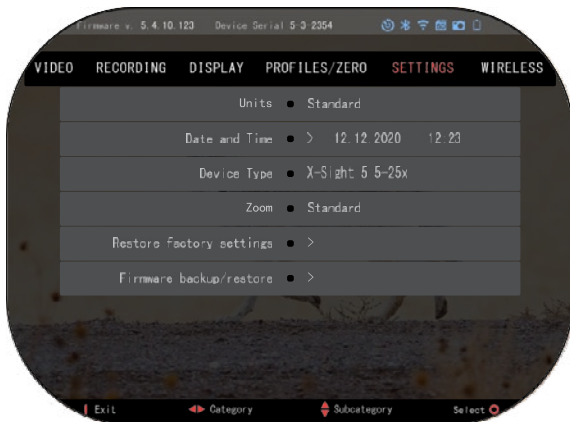 Firmware v. 5.4.10.123 Device Serial 5-3-2354
VIDEO RECORDING DISPLAY PROFILES/ZERO SETTINGS WIRELESS
Units Standard
Date and Time > 12.12.2020 12.23
Device Type X-Sight 5 5-25x
Zoom Standard
Restore factory settings >
Firmware backup/restore >
Exit Category Subcategory Select